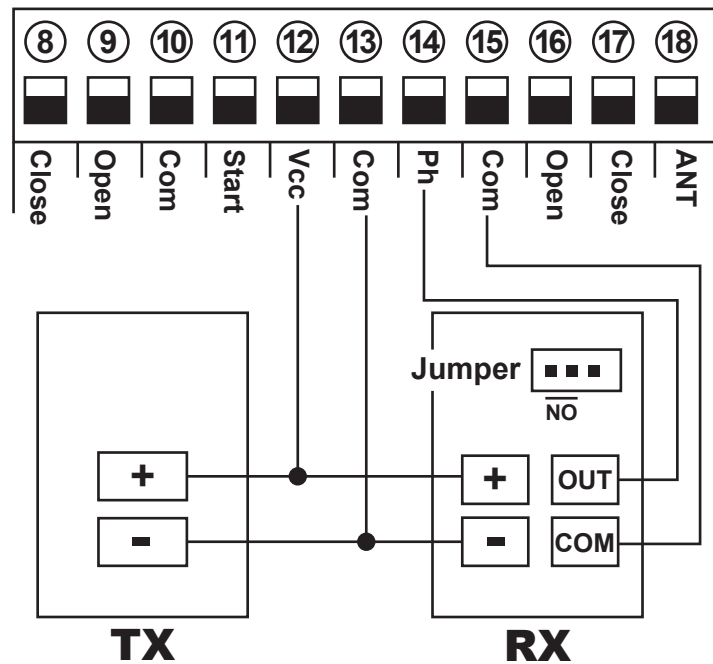 8 9 10 11 12 13 14 15 16 17 18
Close Open Com Start Vcc Com Ph Com Open Close ANT
Jumper
NO
+ + OUT
- - COM
TX RX